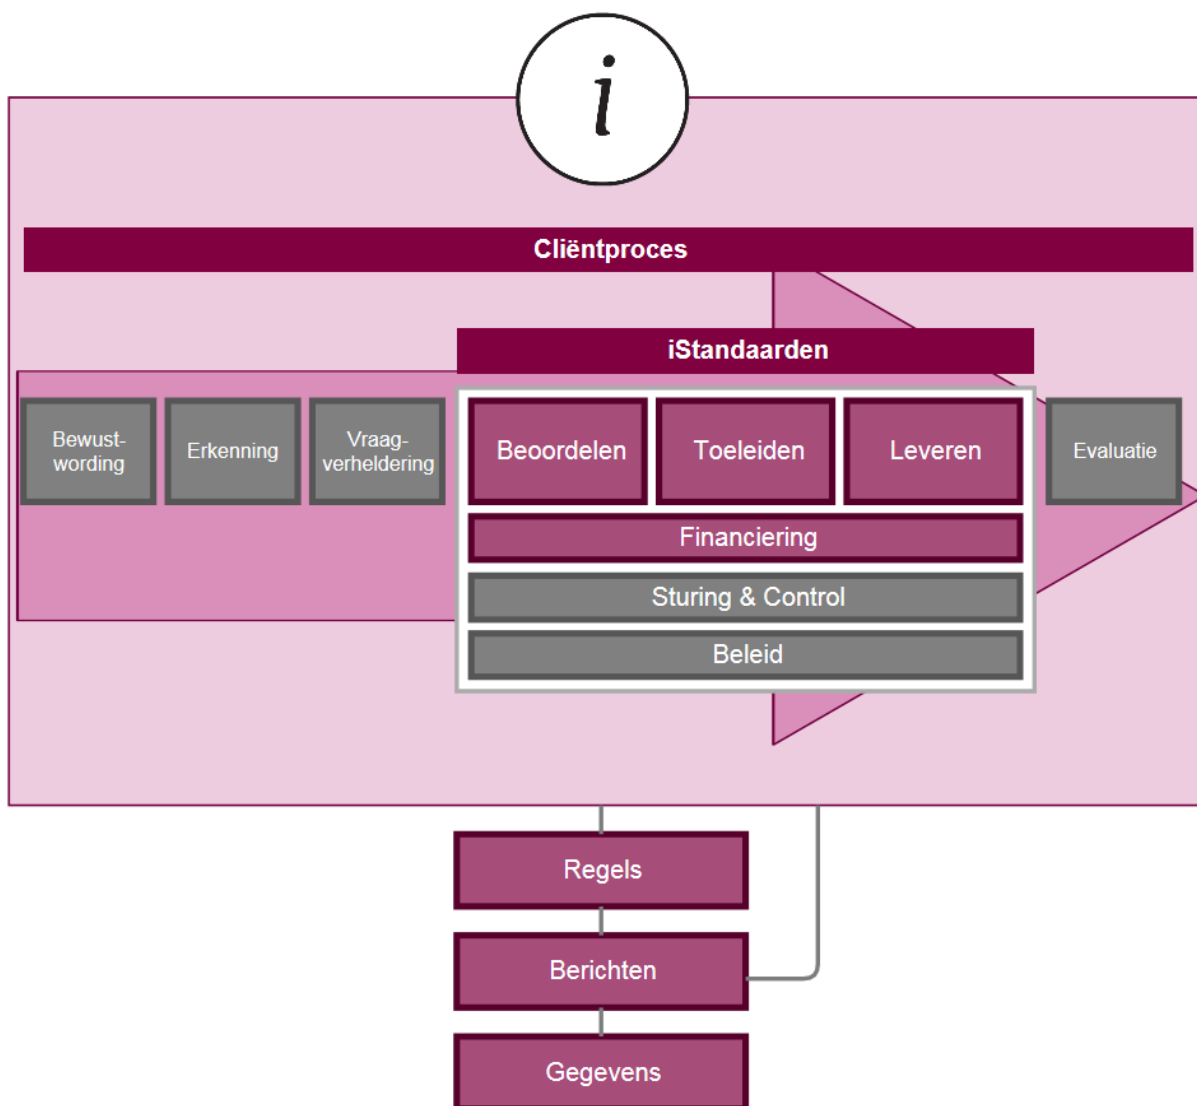 i
Cliëntproces
iStandaarden
Bewust-
wording
Erkenning
Vraag-
verheldering
Beoordelen
Toeleiden
Leveren
Evaluatie
Financiering
Sturing & Control
Beleid
Regels
Berichten
Gegevens